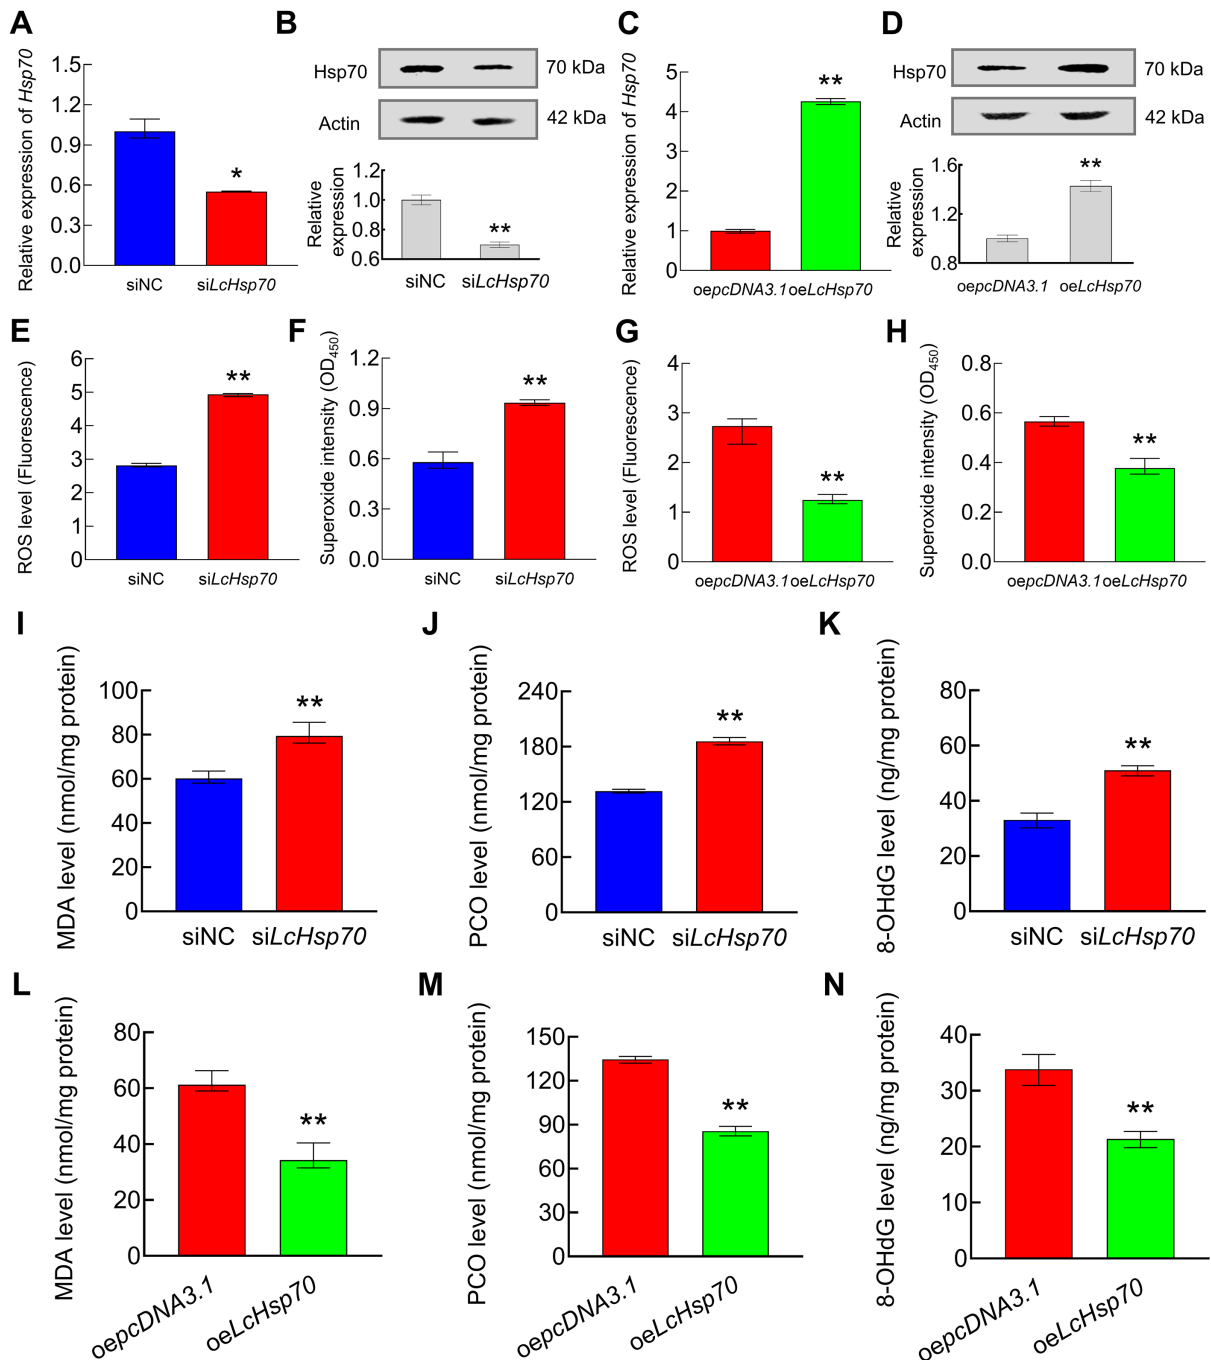 A
Relative expression of Hsp70
1.5
1.2
0.9
0.6
0.3
0.0
*
siNC
siLcHsp70
B
Hsp70
70 kDa
Actin
42 kDa
Relative
expression
1.2
1.0
0.8
0.6
**
siNC
siLcHsp70
C
Relative expression of Hsp70
5
4
3
2
1
0
**
oepcDNA3.1
oeLcHsp70
D
Hsp70
70 kDa
Actin
42 kDa
Relative
expression
1.6
1.2
0.8
**
oepcDNA3.1
oeLcHsp70
E
ROS level (Fluorescence)
6
5
4
3
2
1
0
**
siNC
siLcHsp70
F
Superoxide intensity (OD450)
1.2
0.9
0.6
0.3
0.0
**
siNC
siLcHsp70
G
ROS level (Fluorescence)
4
3
2
1
0
**
oepcDNA3.1
oeLcHsp70
H
Superoxide intensity (OD450)
0.8
0.6
0.4
0.2
0.0
**
oepcDNA3.1
oeLcHsp70
I
MDA level (nmol/mg protein)
100
80
60
40
20
0
**
siNC
siLcHsp70
J
PCO level (nmol/mg protein)
240
180
120
60
0
**
siNC
siLcHsp70
K
8-OHdG level (ng/mg protein)
80
60
40
20
0
**
siNC
siLcHsp70
L
MDA level (nmol/mg protein)
80
60
40
20
0
**
oepcDNA3.1
oeLcHsp70
M
PCO level (nmol/mg protein)
150
120
90
60
30
0
**
oepcDNA3.1
oeLcHsp70
N
8-OHdG level (ng/mg protein)
40
30
20
10
0
**
oepcDNA3.1
oeLcHsp70